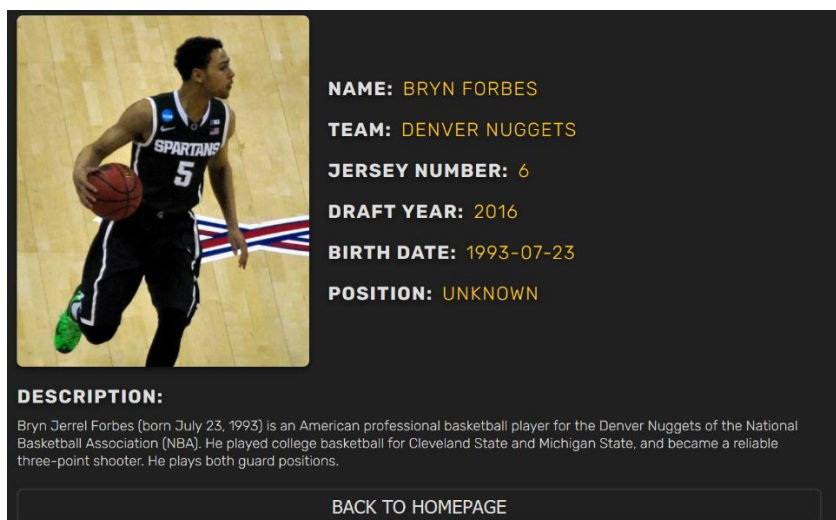 SPARTANS
5
NAME: BRYN FORBES
TEAM: DENVER NUGGETS
JERSEY NUMBER: 6
DRAFT YEAR: 2016
BIRTH DATE: 1993-07-23
POSITION: UNKNOWN
DESCRIPTION:
Bryn Jerrel Forbes (born July 23, 1993) is an American professional basketball player for the Denver Nuggets of the National
Basketball Association (NBA). He played college basketball for Cleveland State and Michigan State, and became a reliable
three-point shooter. He plays both guard positions.
BACK TO HOMEPAGE